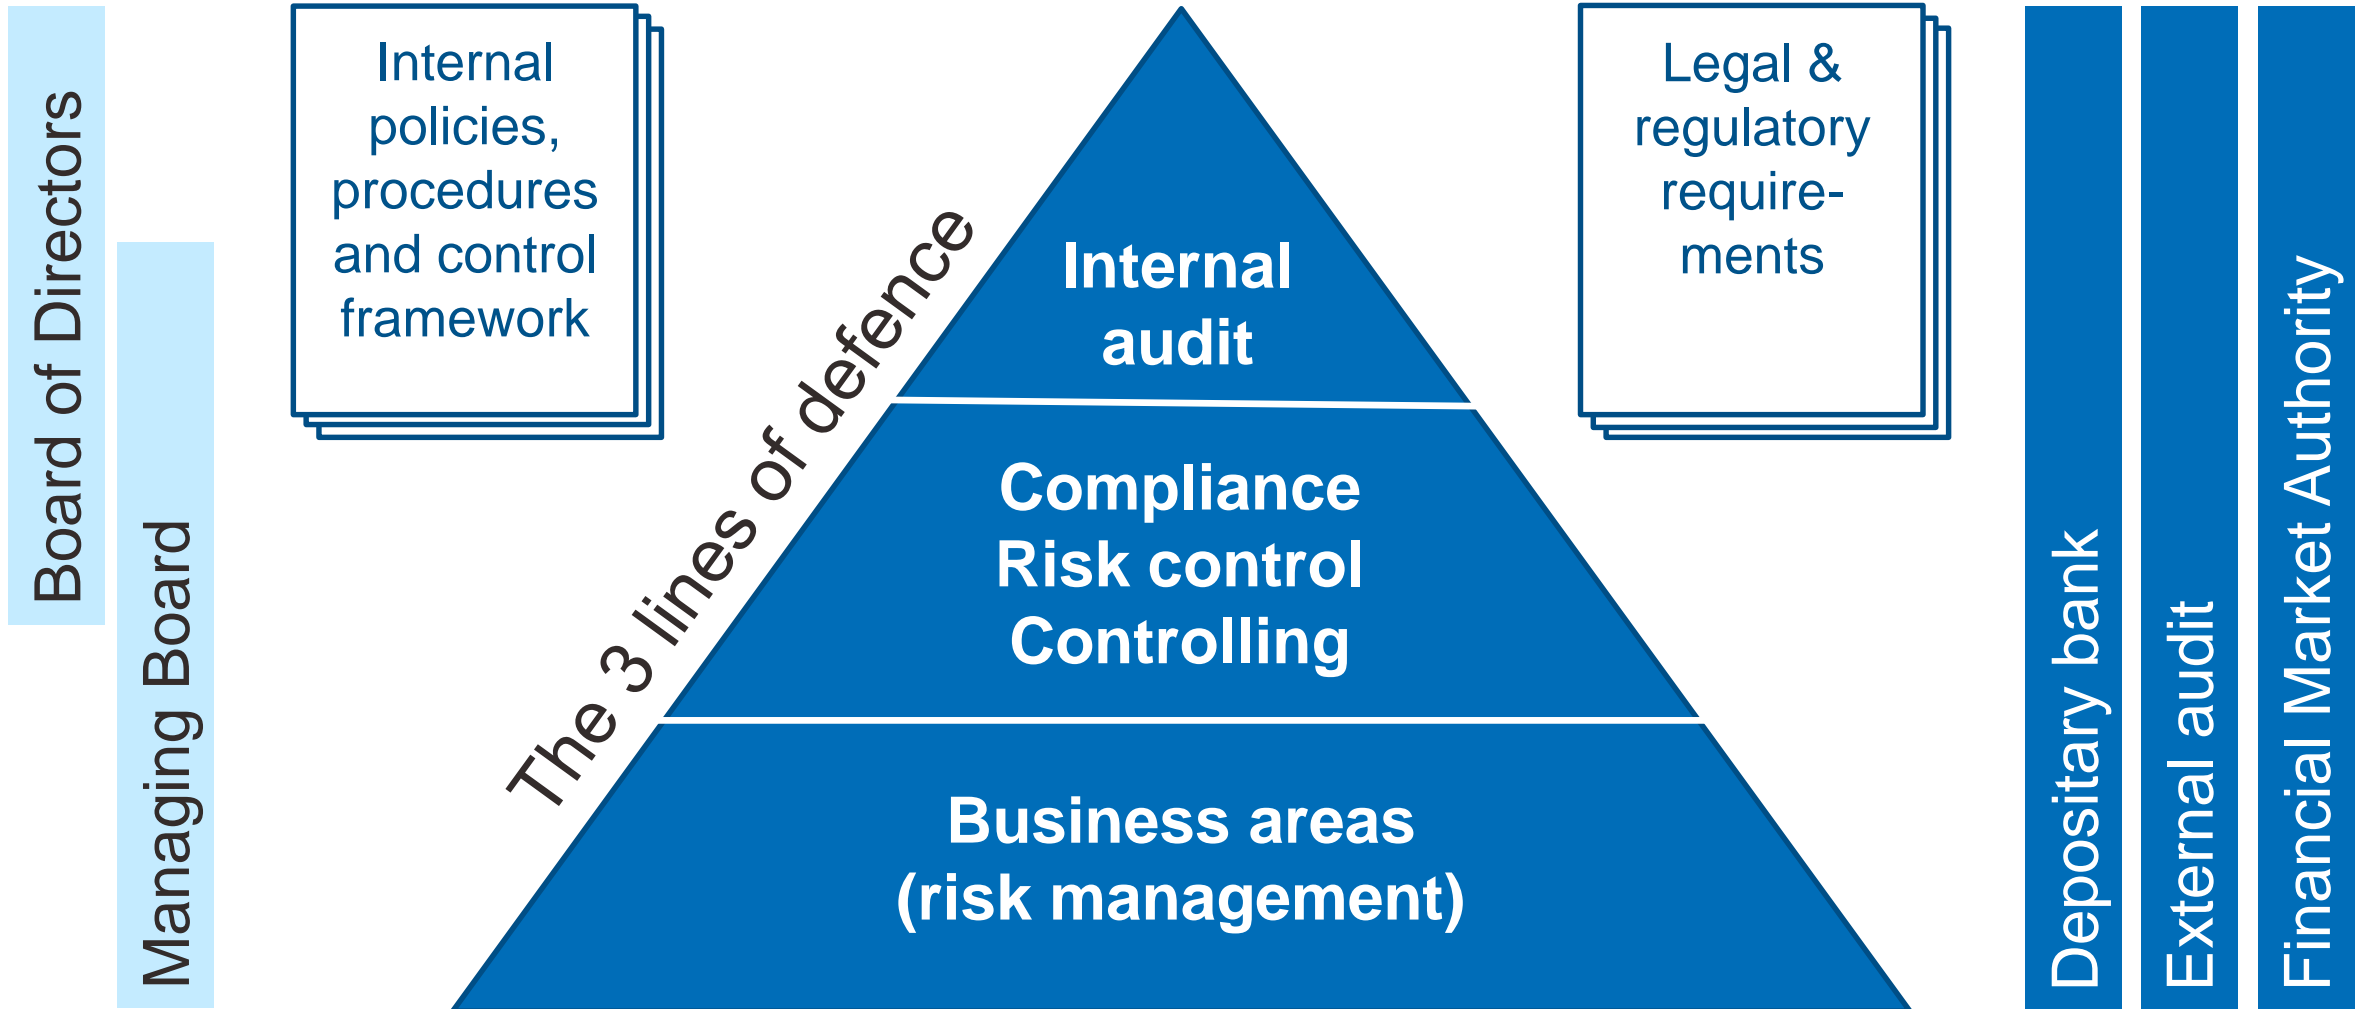 Board of Directors
Managing Board
Internal
policies,
procedures
and control
framework
The 3 lines of defence
Internal
audit
Compliance
Risk control
Controlling
Business areas
(risk management)
Legal &
regulatory
require-
ments
Depositary bank
External audit
Financial Market Authority